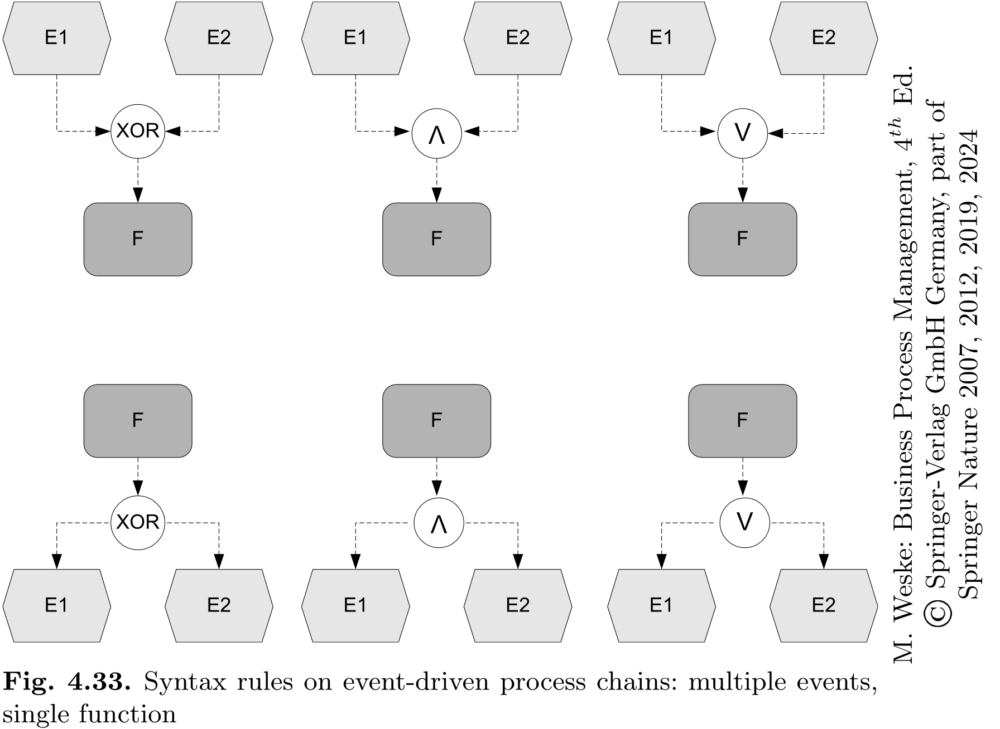 E1 E2 E1 E2 E1 E2
XOR Λ V
F F F
F F F
XOR Λ V
E1 E2 E1 E2 E1 E2
Fig. 4.33. Syntax rules on event-driven process chains: multiple events,
single function
M. Weske: Business Process Management, 4th Ed.
© Springer-Verlag GmbH Germany, part of
Springer Nature 2007, 2012, 2019, 2024